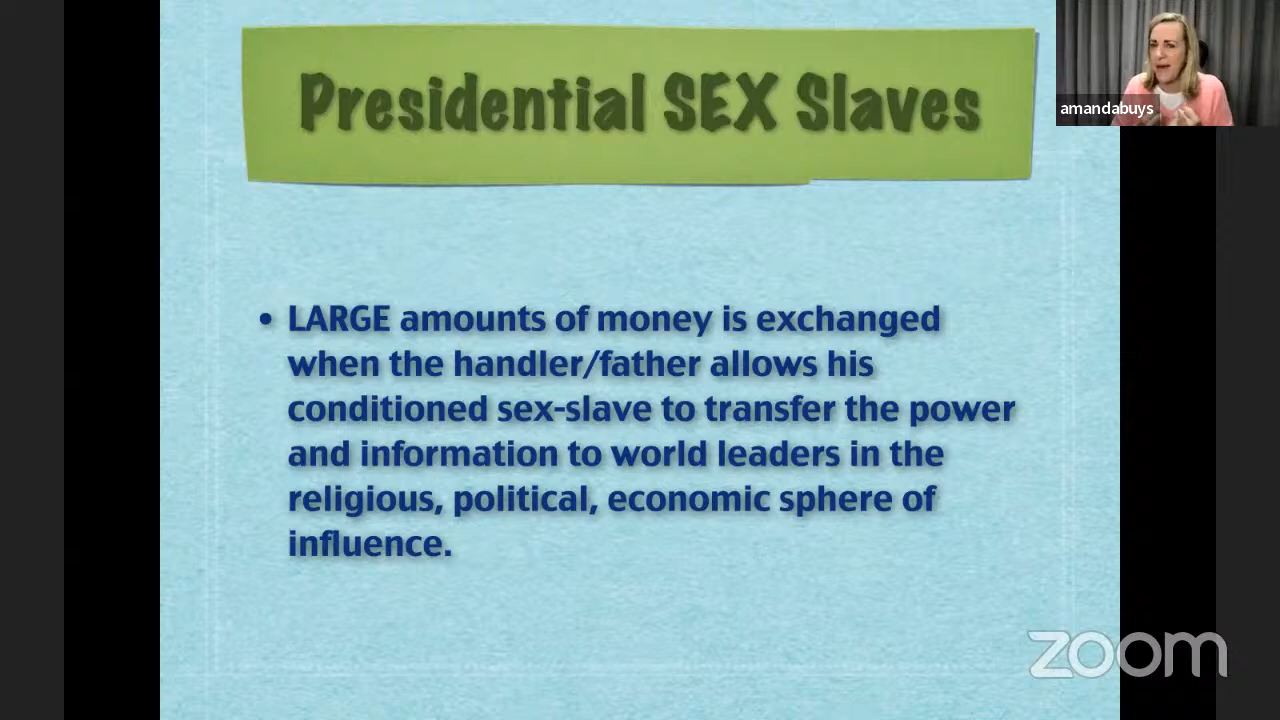 Presidential SEX Slaves
amandabuys
• LARGE amounts of money is exchanged
when the handler/father allows his
conditioned sex-slave to transfer the power
and information to world leaders in the
religious, political, economic sphere of
influence.
zoom